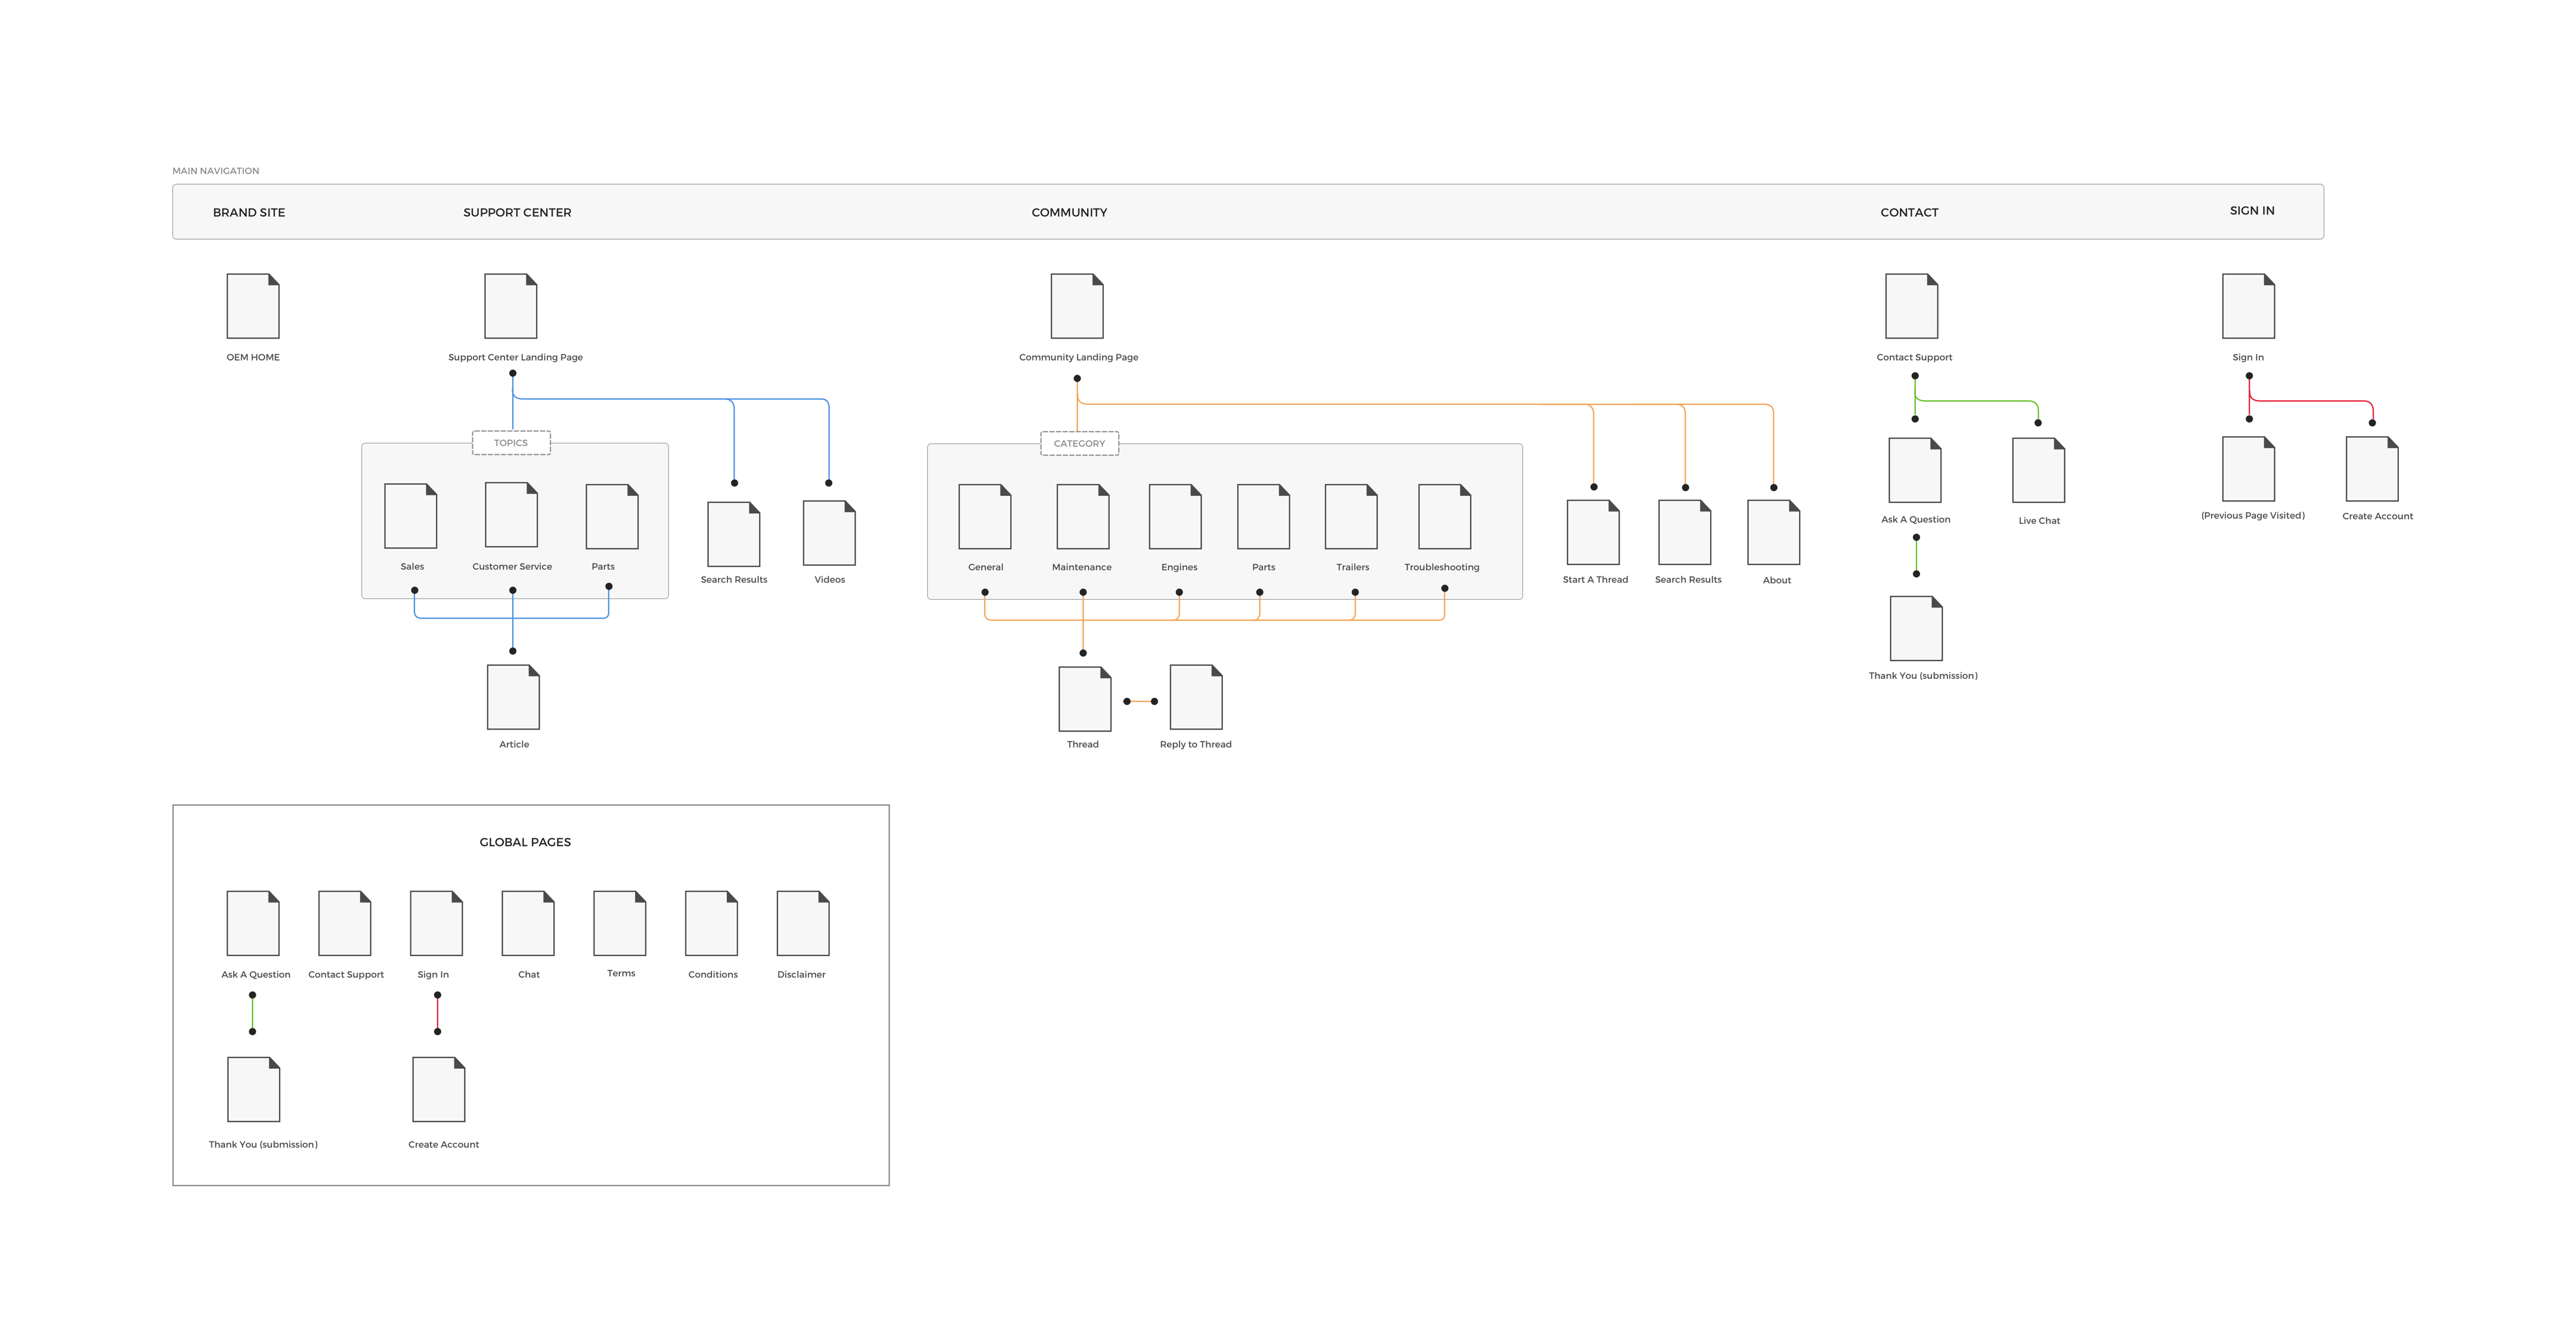 MAIN NAVIGATION
BRAND SITE
SUPPORT CENTER
COMMUNITY
CONTACT
SIGN IN
OEM HOME
Support Center Landing Page
Community Landing Page
Contact Support
Sign In
TOPICS
CATEGORY
Sales
Customer Service
Parts
Search Results
Videos
General
Maintenance
Engines
Parts
Trailers
Troubleshooting
Start A Thread
Search Results
About
Ask A Question
Live Chat
(Previous Page Visited)
Create Account
Thank You (submission)
Article
Thread
Reply to Thread
GLOBAL PAGES
Ask A Question
Contact Support
Sign In
Chat
Terms
Conditions
Disclaimer
Thank You (submission)
Create Account